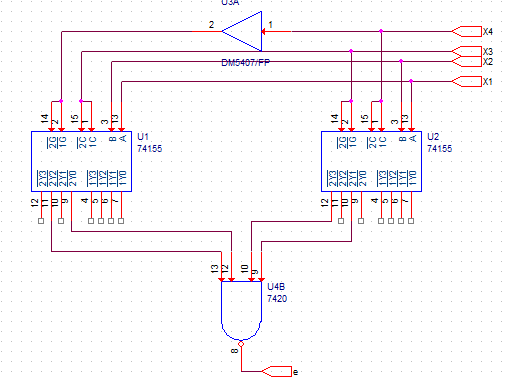 U3A
2
1
X4
DM5407/FP
X3
X2
X1
14
2
15
1
3
13
U1
74155
2G
1G
2C
1C
B
A
2Y3
2Y2
2Y1
2Y0
1Y3
1Y2
1Y1
1Y0
12
11
10
9
4
5
6
7
14
2
15
1
3
13
U2
74155
2G
1G
2C
1C
B
A
2Y3
2Y2
2Y1
2Y0
1Y3
1Y2
1Y1
1Y0
12
11
10
9
4
5
6
7
13
12
10
9
U4B
7420
8
e